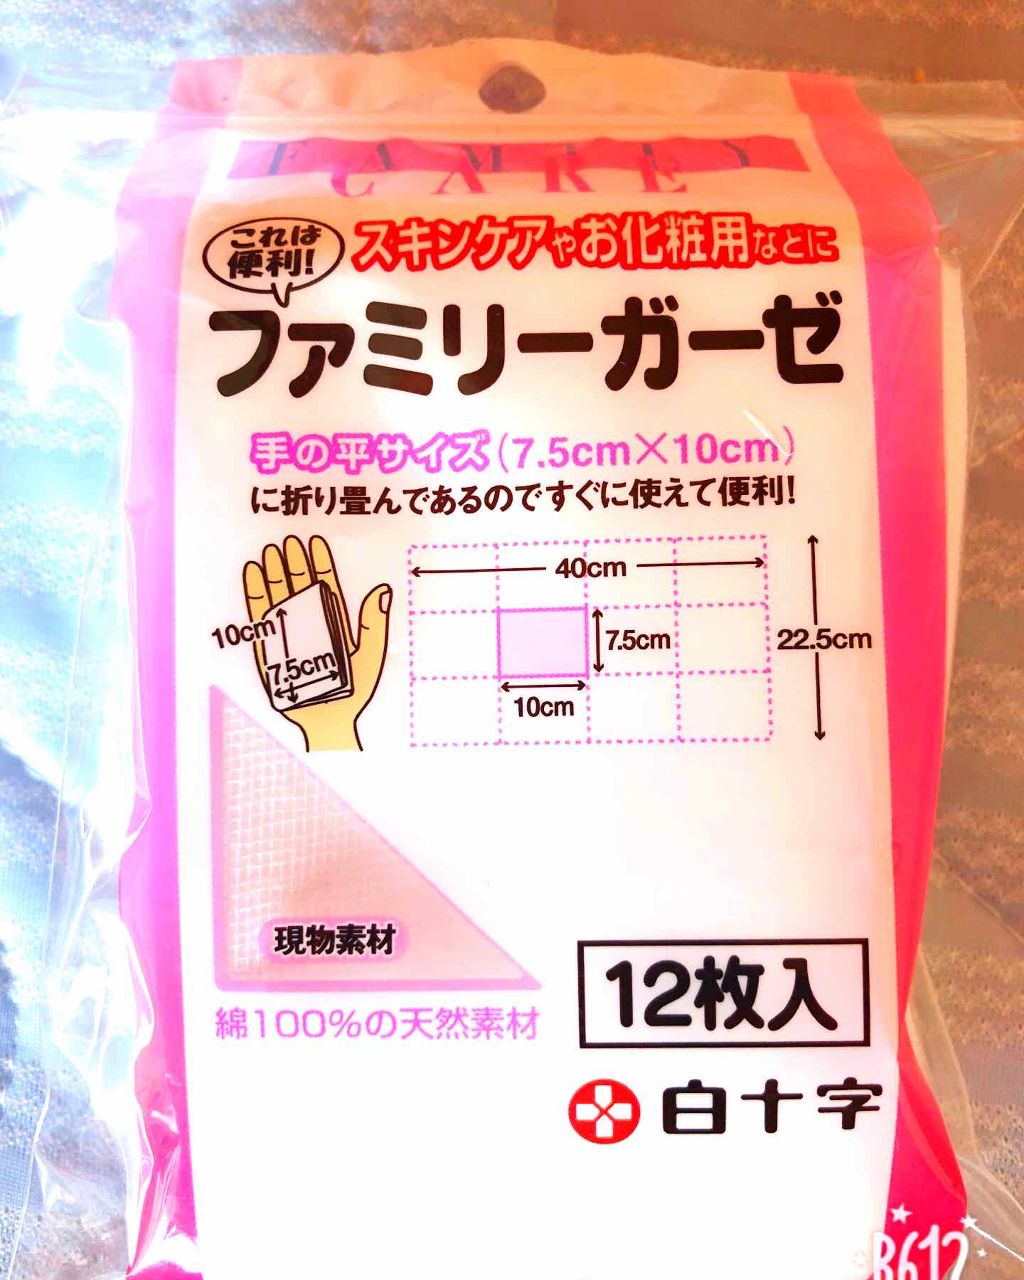 FAMILY
CARE
これは
便利!
スキンケアやお化粧用などに
ファミリーガーゼ
手の平サイズ(7.5cm×10cm)
に折り畳んであるのですぐに使えて便利!
40cm
10cm
7.5cm
7.5cm
22.5cm
10cm
現物素材
綿100%の天然素材
12枚入
白十字
B612